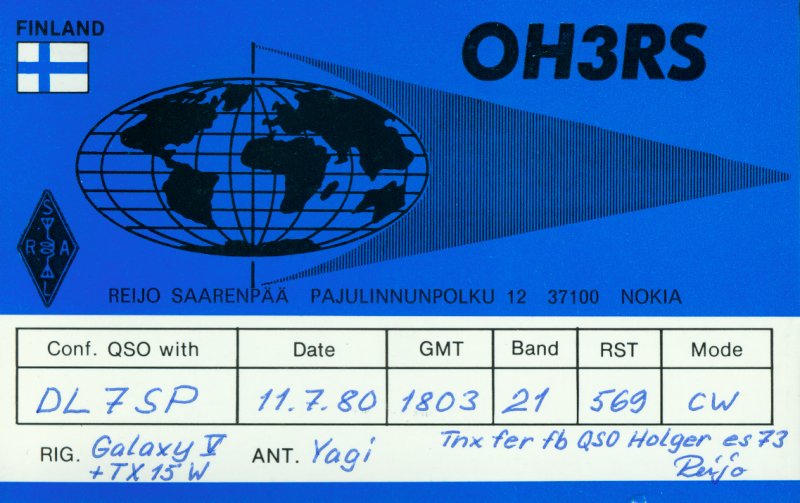 FINLAND
OH3RS
S
R A
L
REIJO SAARENPÄÄ PAJULINNUNPOLKU 12 37100 NOKIA
Conf. QSO with Date GMT Band RST Mode
DL7SP 11.7.80 1803 21 569 CW
RIG. Galaxy V ANT. Yagi Tnx fer fb QSO Holger es 73
+TX 15 W Reijo